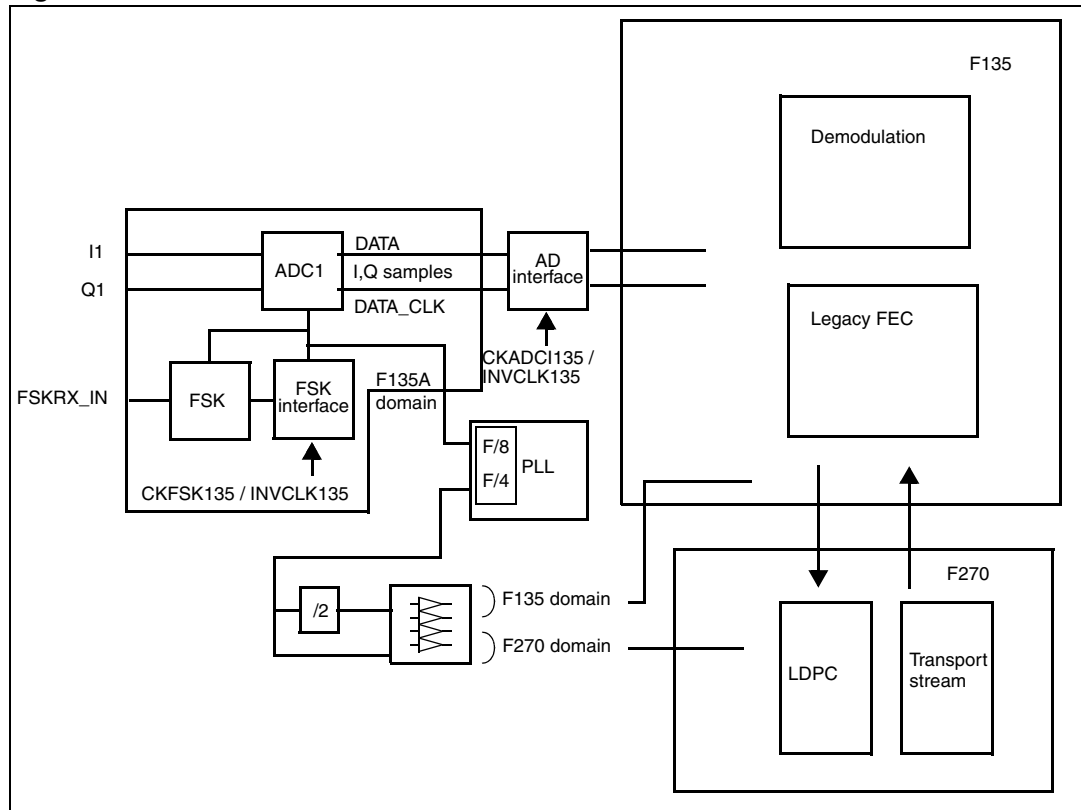 F135
Demodulation
I1
Q1
ADC1
DATA
I,Q samples
DATA_CLK
AD
interface
Legacy FEC
CKADCI135 /
INVCLK135
FSKRX_IN
FSK
FSK
interface
F135A
domain
CKFSK135 / INVCLK135
F/8
F/4
PLL
/2
F135 domain
F270 domain
F270
LDPC
Transport
stream